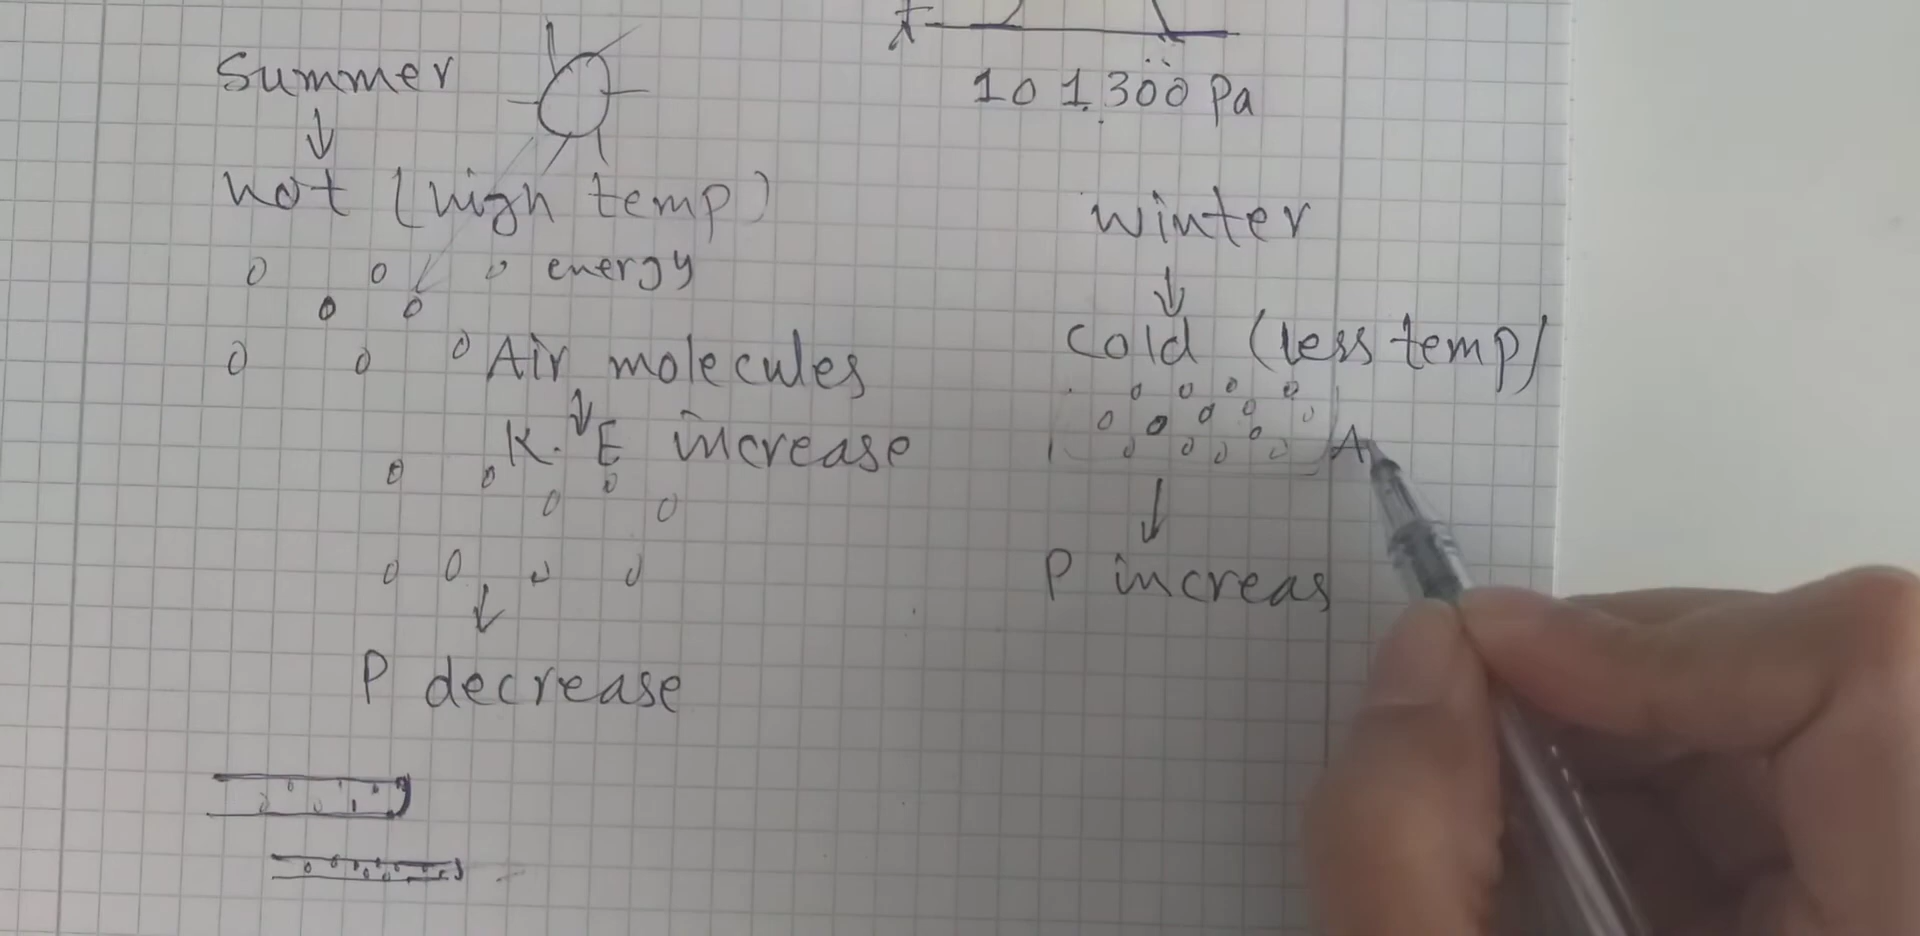 Summer
hot (high temp)
energy
Air molecules
K.E increase
P decrease
101300 Pa
winter
cold (less temp)
A
P increas